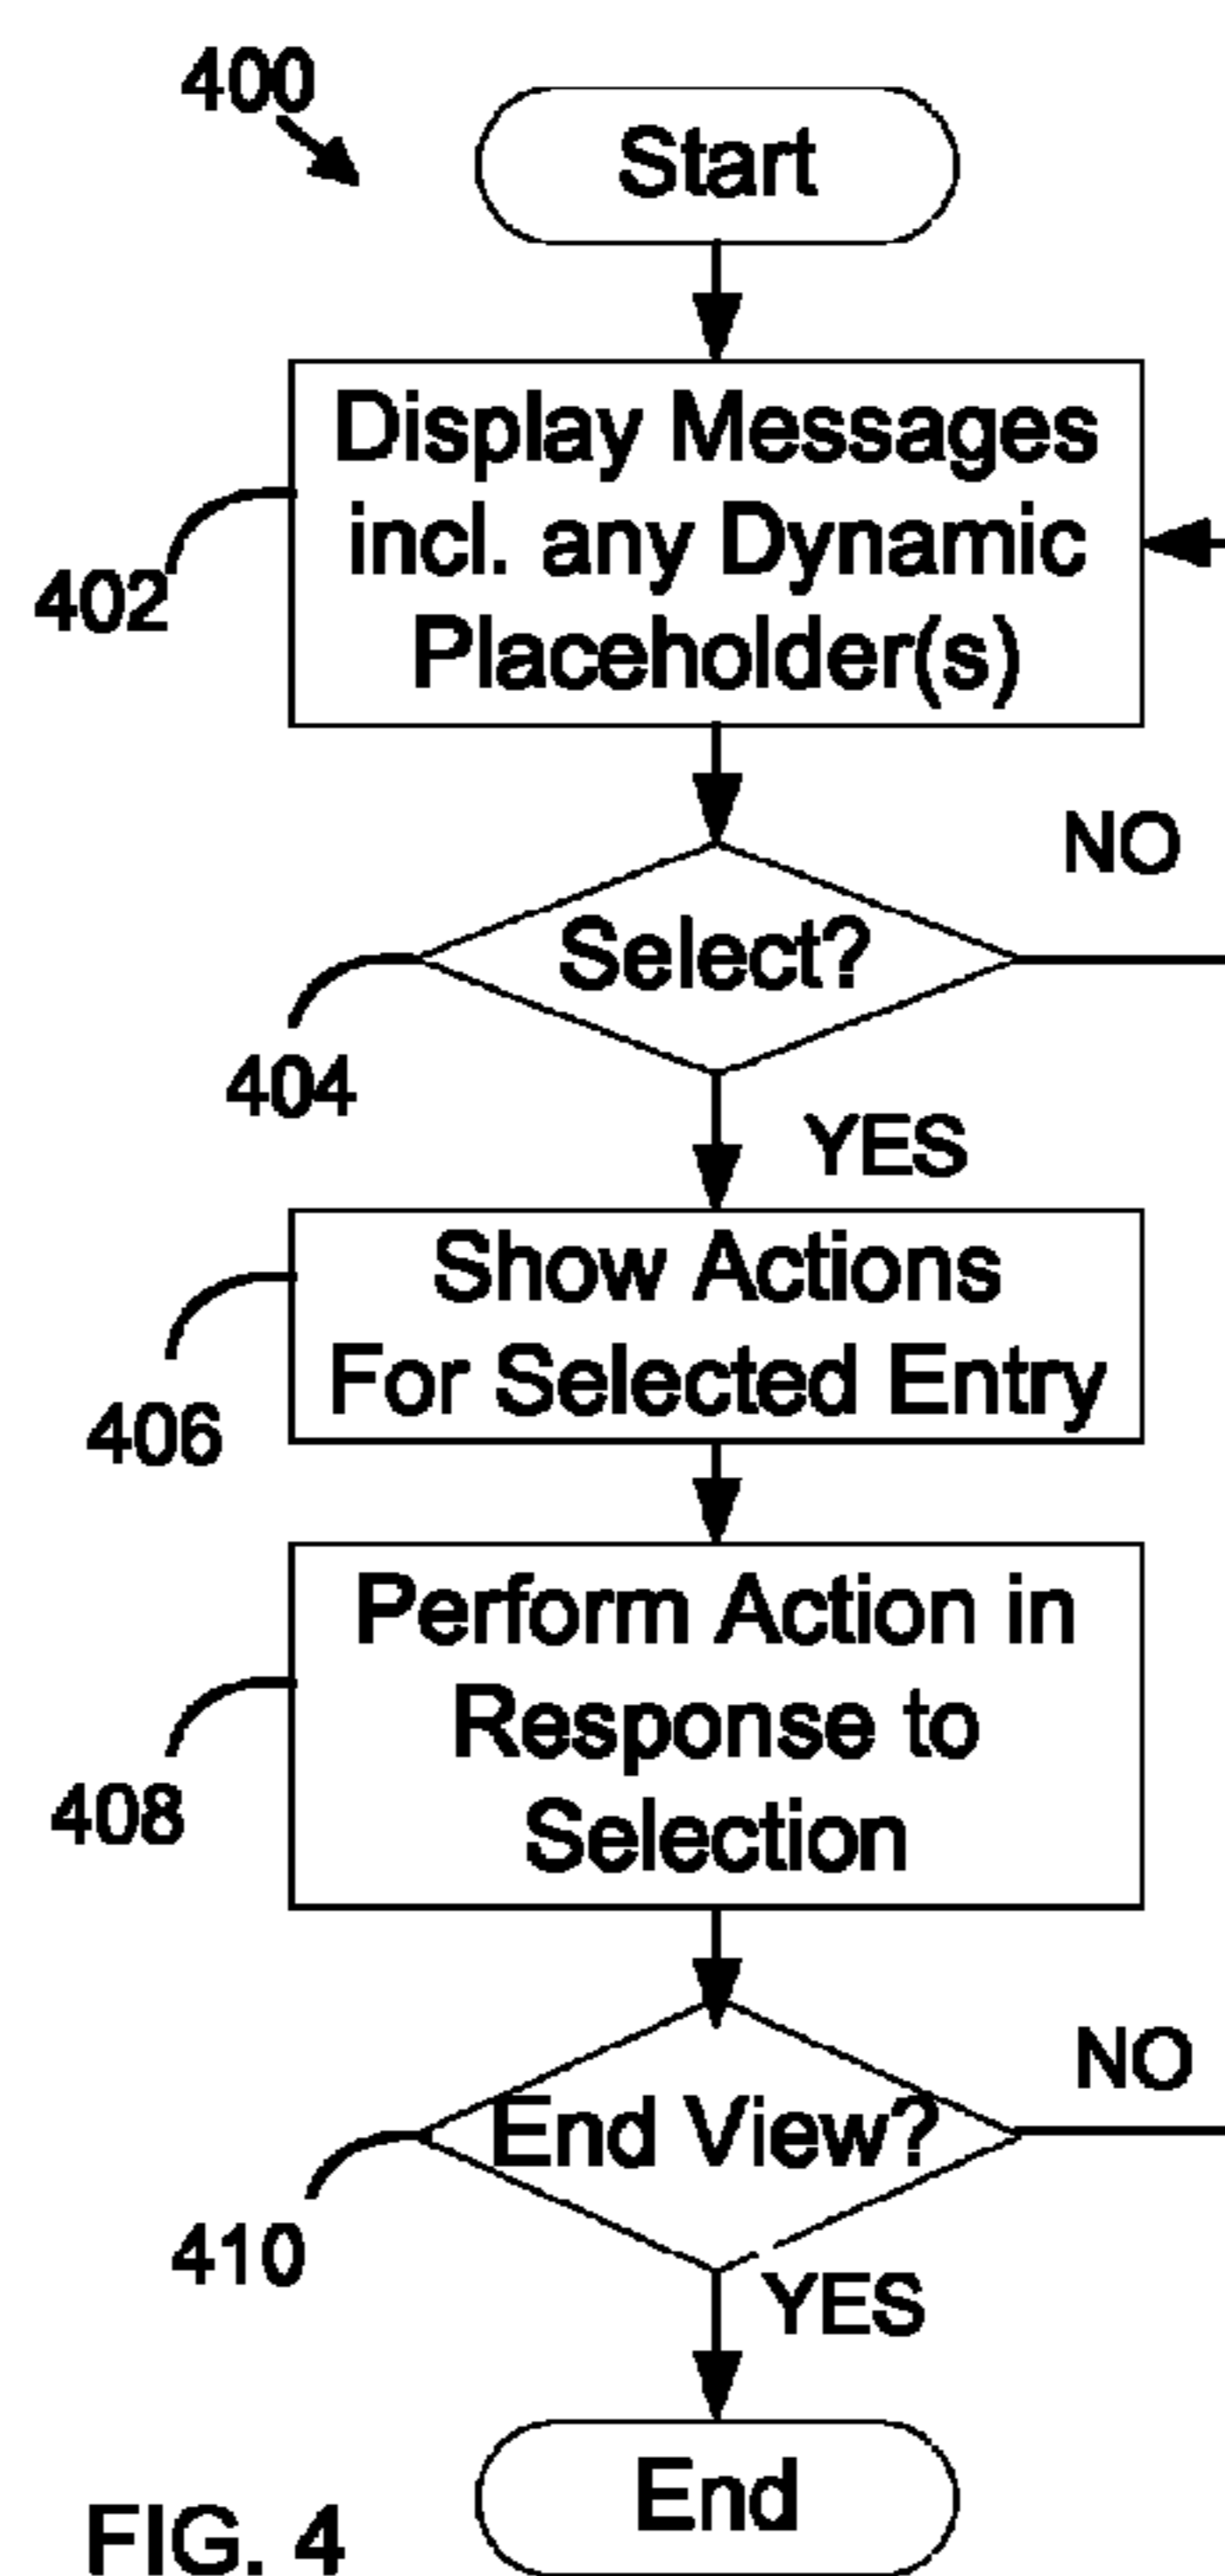 400
Start
Display Messages
incl. any Dynamic
Placeholder(s)
402
NO
Select?
404
YES
Show Actions
For Selected Entry
406
Perform Action in
Response to
Selection
408
NO
End View?
410
YES
End
FIG. 4